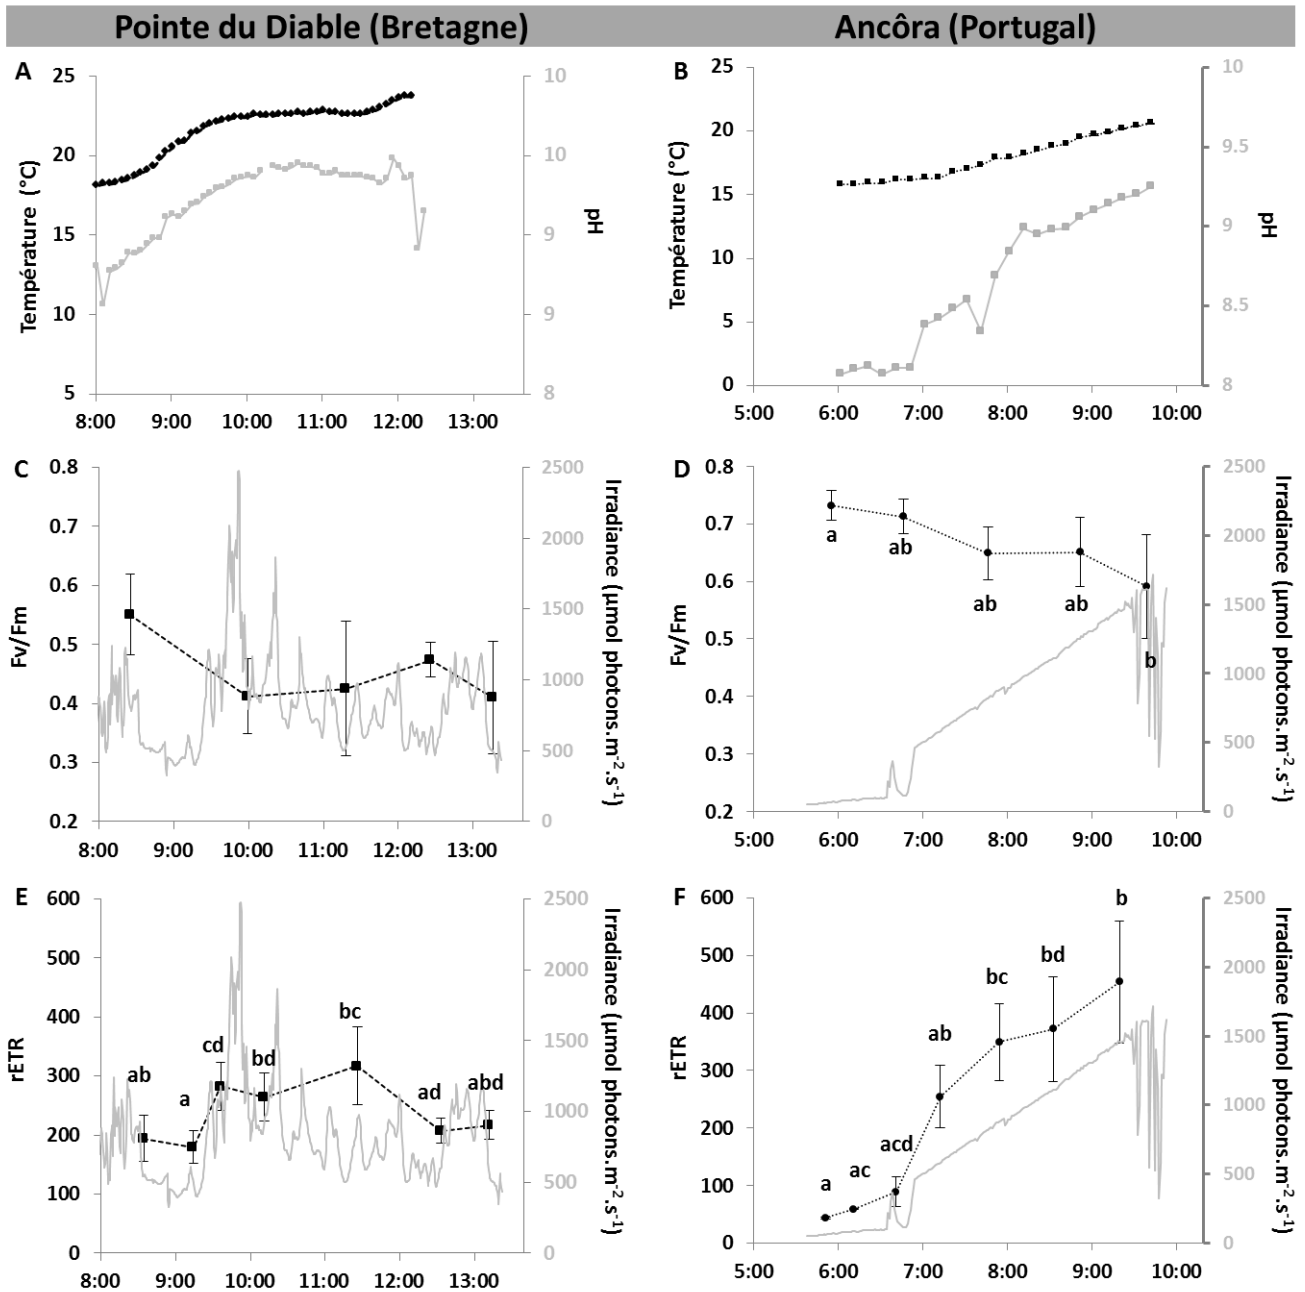 Pointe du Diable (Bretagne)
Ancôra (Portugal)
A
25
20
15
10
5
Température (°C)
10
10
9
9
8
pH
8:00 9:00 10:00 11:00 12:00 13:00
B
25
20
15
10
5
0
Température (°C)
10
9.5
9
8.5
8
pH
5:00 6:00 7:00 8:00 9:00 10:00
C
0.8
0.7
0.6
0.5
0.4
0.3
0.2
Fv/Fm
2500
2000
1500
1000
500
0
Irradiance (µmol photons.m-2.s-1)
8:00 9:00 10:00 11:00 12:00 13:00
D
0.8
0.7
0.6
0.5
0.4
0.3
0.2
Fv/Fm
a
ab
ab
ab
b
2500
2000
1500
1000
500
0
Irradiance (µmol photons.m-2.s-1)
5:00 6:00 7:00 8:00 9:00 10:00
E
600
500
400
300
200
100
0
rETR
ab
a
cd
bd
bc
ad
abd
2500
2000
1500
1000
500
0
Irradiance (µmol photons.m-2.s-1)
8:00 9:00 10:00 11:00 12:00 13:00
F
600
500
400
300
200
100
0
rETR
a
ac
acd
ab
bc
bd
b
2500
2000
1500
1000
500
0
Irradiance (µmol photons.m-2.s-1)
5:00 6:00 7:00 8:00 9:00 10:00